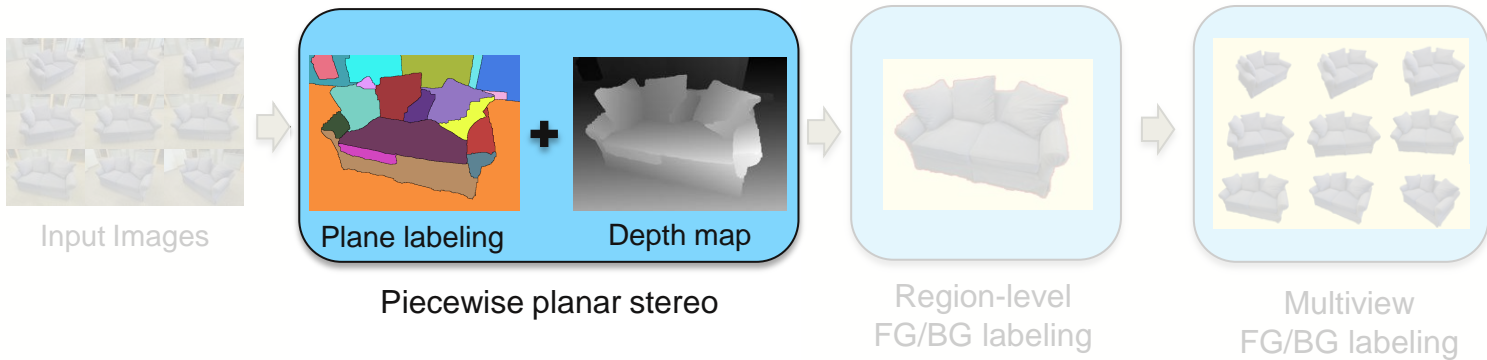 Input Images
Plane labeling
Depth map
Piecewise planar stereo
Region-level
FG/BG labeling
Multiview
FG/BG labeling